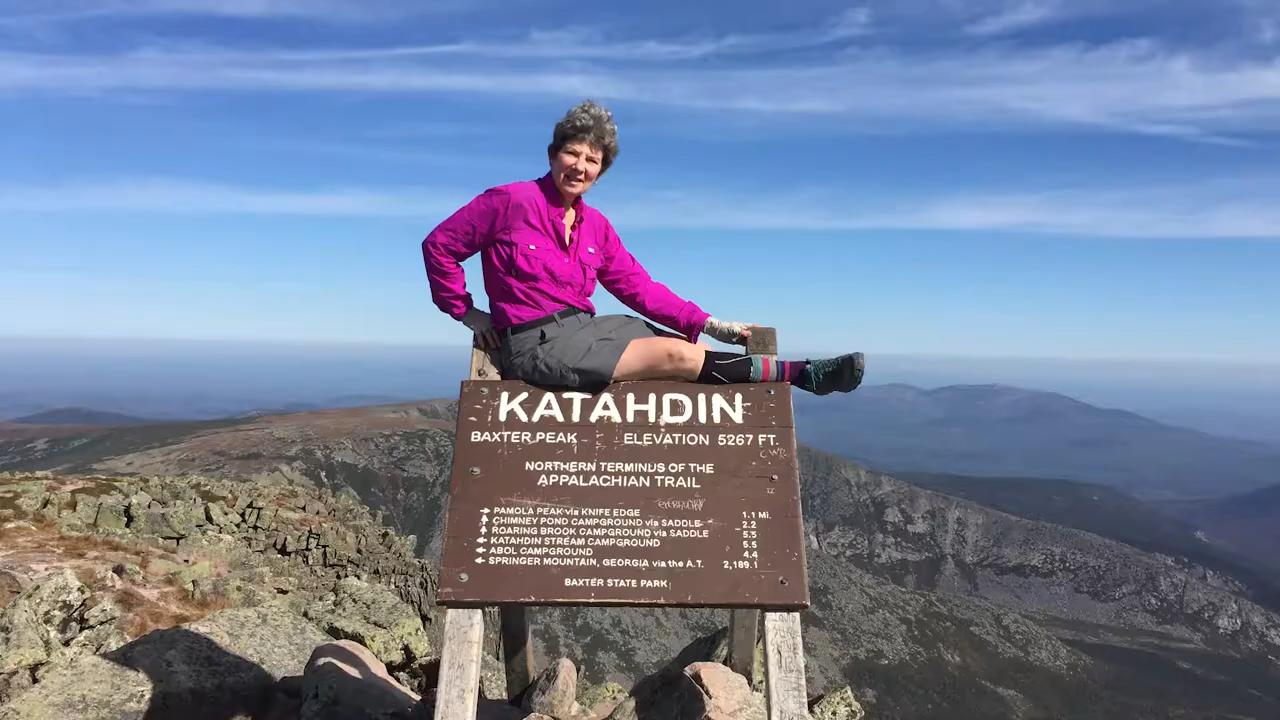 KATAHDIN
BAXTER PEAK ELEVATION 5267 FT.
NORTHERN TERMINUS OF THE
APPALACHIAN TRAIL
→ PAMOLA PEAK VIA KNIFE EDGE 1.1 MI.
↑ CHIMNEY POND CAMPGROUND VIA SADDLE 2.2
↑ ROARING BROOK CAMPGROUND VIA SADDLE 5.5
← KATAHDIN STREAM CAMPGROUND 5.5
← ABOL CAMPGROUND 4.4
← SPRINGER MOUNTAIN, GEORGIA VIA the A.T. 2,189.1
BAXTER STATE PARK